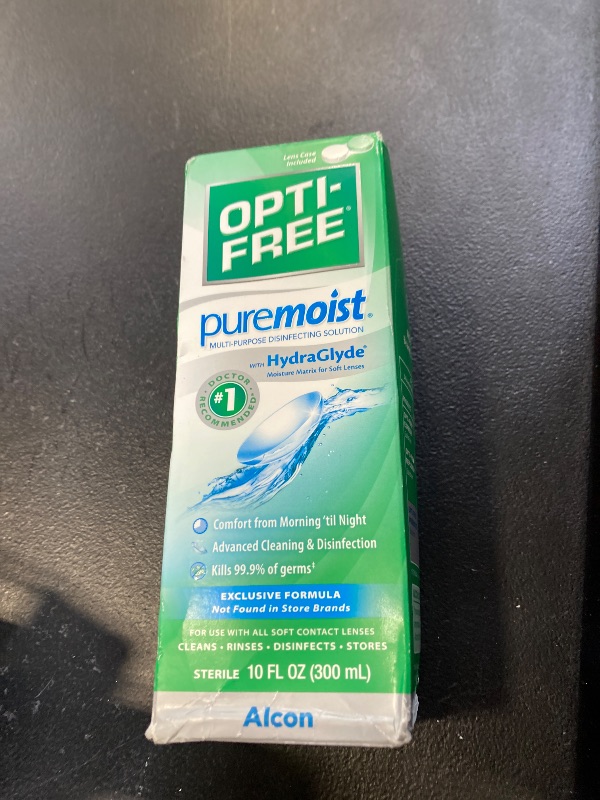 Lens Case
Included
OPTI-
FREE®
puremoist®
MULTI-PURPOSE DISINFECTING SOLUTION
WITH HydraGlyde®
Moisture Matrix for Soft Lenses
DOCTOR
#1
RECOMMENDED
Comfort from Morning 'til Night
Advanced Cleaning & Disinfection
Kills 99.9% of germs‡
EXCLUSIVE FORMULA
Not Found in Store Brands
FOR USE WITH ALL SOFT CONTACT LENSES
CLEANS • RINSES • DISINFECTS • STORES
STERILE 10 FL OZ (300 mL)
Alcon